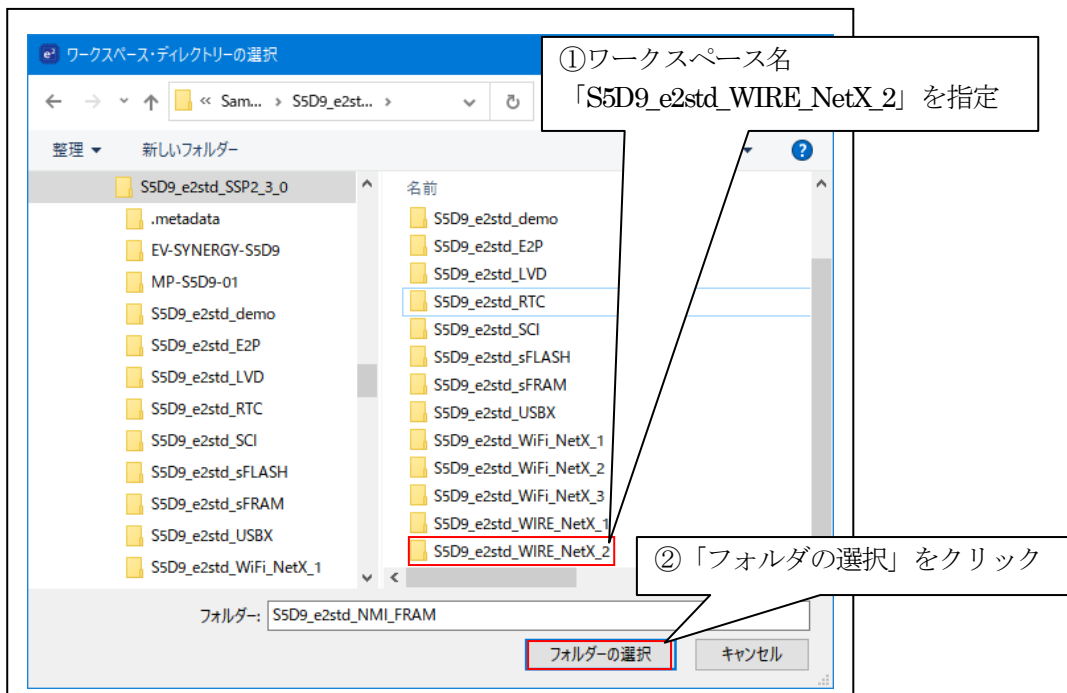 ワークスペース・ディレクトリーの選択
①ワークスペース名
「S5D9_e2std_WIRE_NetX_2」を指定
« Sam... › S5D9_e2st... ›
整理 新しいフォルダー
S5D9_e2std_SSP2_3_0
.metadata
EV-SYNERGY-S5D9
MP-S5D9-01
S5D9_e2std_demo
S5D9_e2std_E2P
S5D9_e2std_LVD
S5D9_e2std_RTC
S5D9_e2std_SCI
S5D9_e2std_sFLASH
S5D9_e2std_sFRAM
S5D9_e2std_USBX
S5D9_e2std_WiFi_NetX_1
名前
S5D9_e2std_demo
S5D9_e2std_E2P
S5D9_e2std_LVD
S5D9_e2std_RTC
S5D9_e2std_SCI
S5D9_e2std_sFLASH
S5D9_e2std_sFRAM
S5D9_e2std_USBX
S5D9_e2std_WiFi_NetX_1
S5D9_e2std_WiFi_NetX_2
S5D9_e2std_WiFi_NetX_3
S5D9_e2std_WIRE_NetX_1
S5D9_e2std_WIRE_NetX_2
②「フォルダの選択」をクリック
フォルダー: S5D9_e2std_NMI_FRAM
フォルダーの選択 キャンセル